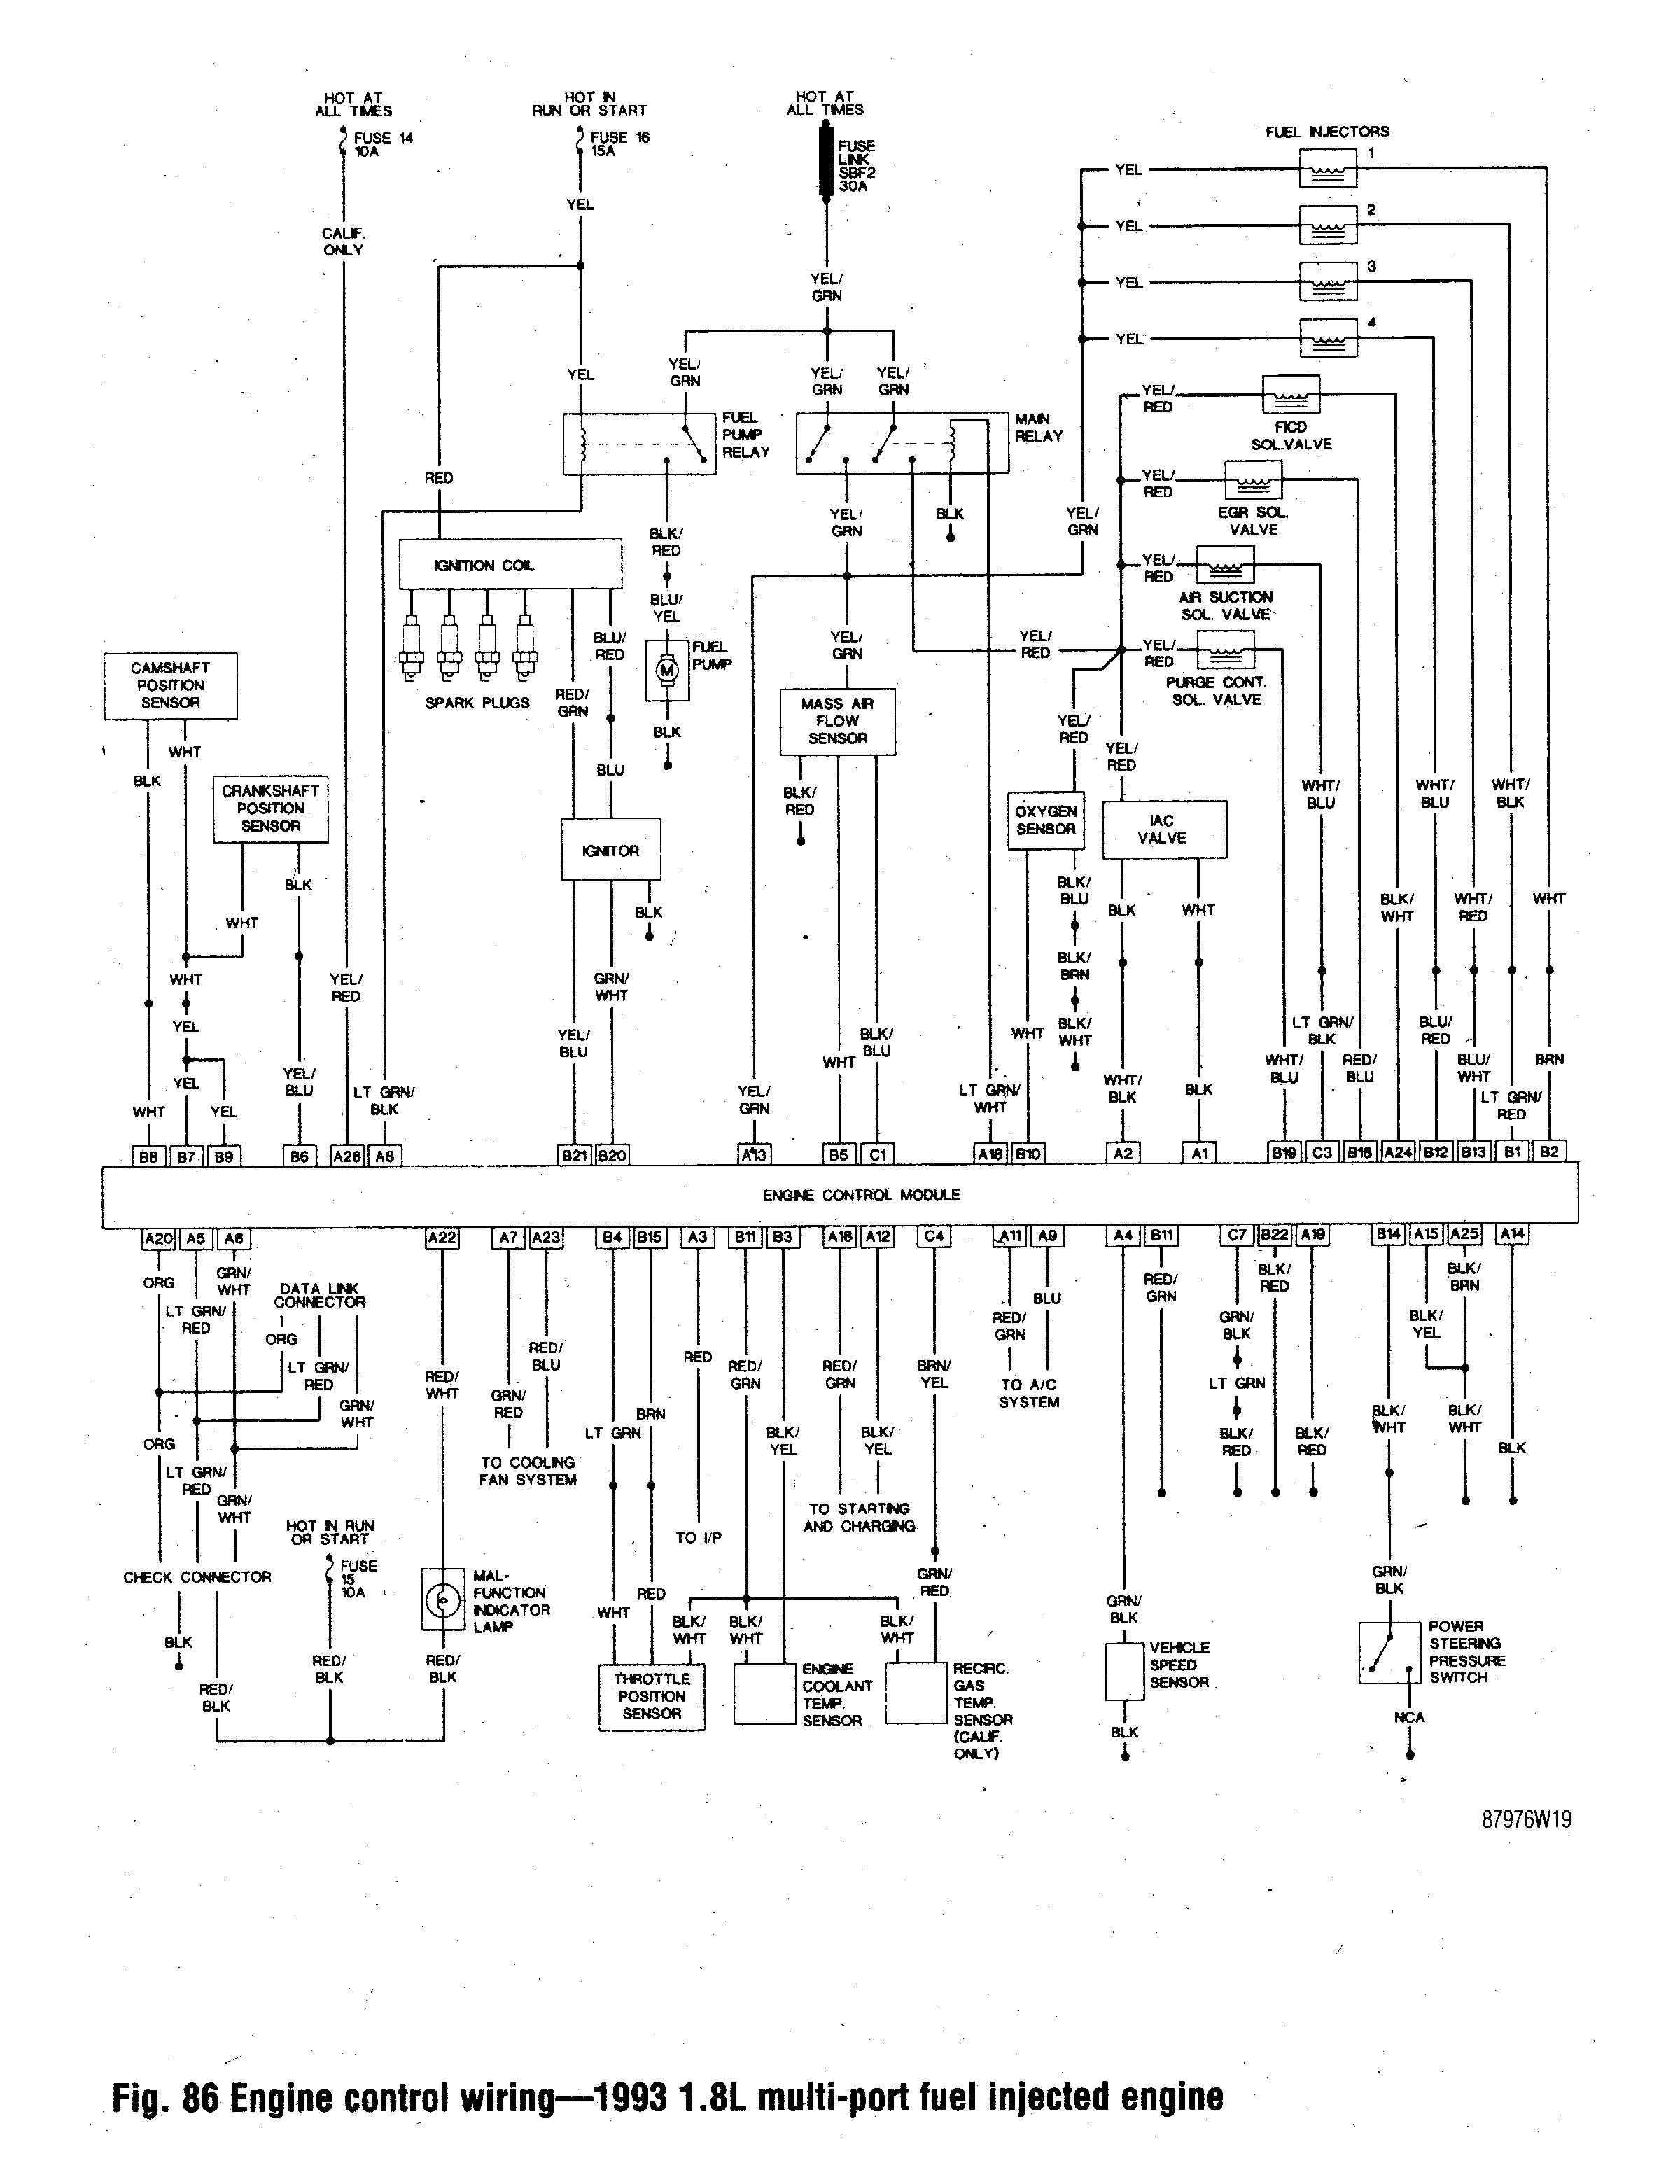 HOT AT
ALL TIMES
FUSE 14
10A
HOT IN
RUN OR START
FUSE 16
15A
HOT AT
ALL TIMES
FUSE
LINK
SBF2
30A
FUEL INJECTORS
1
YEL
2
YEL
3
YEL
4
YEL
YEL
CALIF.
ONLY
YEL/
GRN
YEL
YEL/
GRN
YEL/
GRN
YEL/
GRN
YEL/
RED
FICD
SOL.VALVE
FUEL
PUMP
RELAY
MAIN
RELAY
RED
YEL/
RED
EGR SOL.
VALVE
BLK/
RED
YEL/
GRN
BLK
YEL/
GRN
IGNITION COIL
YEL/
RED
AIR SUCTION
SOL. VALVE
BLU/
YEL
BLU/
RED
YEL/
GRN
YEL/
RED
YEL/
RED
PURGE CONT.
SOL. VALVE
FUEL
PUMP
M
CAMSHAFT
POSITION
SENSOR
SPARK PLUGS
RED/
GRN
MASS AIR
FLOW
SENSOR
BLK
YEL/
RED
YEL/
RED
WHT
BLK
BLU
CRANKSHAFT
POSITION
SENSOR
BLK/
RED
OXYGEN
SENSOR
IAC
VALVE
WHT/
BLU
WHT/
BLU
WHT/
BLK
IGNITOR
BLK
WHT
BLK
BLK/
BLU
BLK
WHT
BLK/
WHT
WHT/
RED
WHT
WHT
YEL/
RED
GRN/
WHT
BLK/
BRN
YEL
YEL/
BLU
BLK/
BLU
WHT
BLK/
WHT
LT GRN/
BLK
BLU/
RED
YEL
YEL/
BLU
WHT
WHT/
BLU
RED/
BLU
BLU/
WHT
BRN
WHT
YEL
LT GRN/
BLK
YEL/
GRN
LT GRN/
WHT
WHT/
BLK
BLK
LT GRN/
RED
B8 B7 B9 B6 A26 A8 B21 B20 A13 B5 C1 A18 B10 A2 A1 B19 C3 B16 A24 B12 B13 B1 B2
ENGINE CONTROL MODULE
A20 A5 A6 A22 A7 A23 B4 B15 A3 B11 B3 A16 A12 C4 A11 A9 A4 B11 C7 B22 A19 B14 A15 A25 A14
ORG
GRN/
WHT
DATA LINK
CONNECTOR
LT GRN/
RED
ORG
LT GRN/
RED
GRN/
WHT
RED/
WHT
GRN/
RED
RED/
BLU
TO COOLING
FAN SYSTEM
LT GRN
BRN
RED
RED/
GRN
BLK/
YEL
RED/
GRN
BLK/
YEL
BRN/
YEL
RED/
GRN
BLU
TO A/C
SYSTEM
RED/
GRN
GRN/
BLK
LT GRN
BLK/
RED
BLK/
RED
BLK/
RED
BLK/
WHT
BLK/
YEL
BLK/
BRN
BLK/
WHT
BLK
ORG
LT GRN/
RED
GRN/
WHT
HOT IN RUN
OR START
FUSE
15
10A
CHECK CONNECTOR
TO I/P
TO STARTING
AND CHARGING
GRN/
RED
MAL-
FUNCTION
INDICATOR
LAMP
WHT
RED
BLK/
WHT
BLK/
WHT
BLK/
WHT
GRN/
BLK
GRN/
BLK
BLK
RED/
BLK
RED/
BLK
RED/
BLK
THROTTLE
POSITION
SENSOR
ENGINE
COOLANT
TEMP.
SENSOR
RECIRC.
GAS
TEMP.
SENSOR
(CALIF.
ONLY)
VEHICLE
SPEED
SENSOR
BLK
POWER
STEERING
PRESSURE
SWITCH
NCA
87976W19
Fig. 86 Engine control wiring—1993 1.8L multi-port fuel injected engine